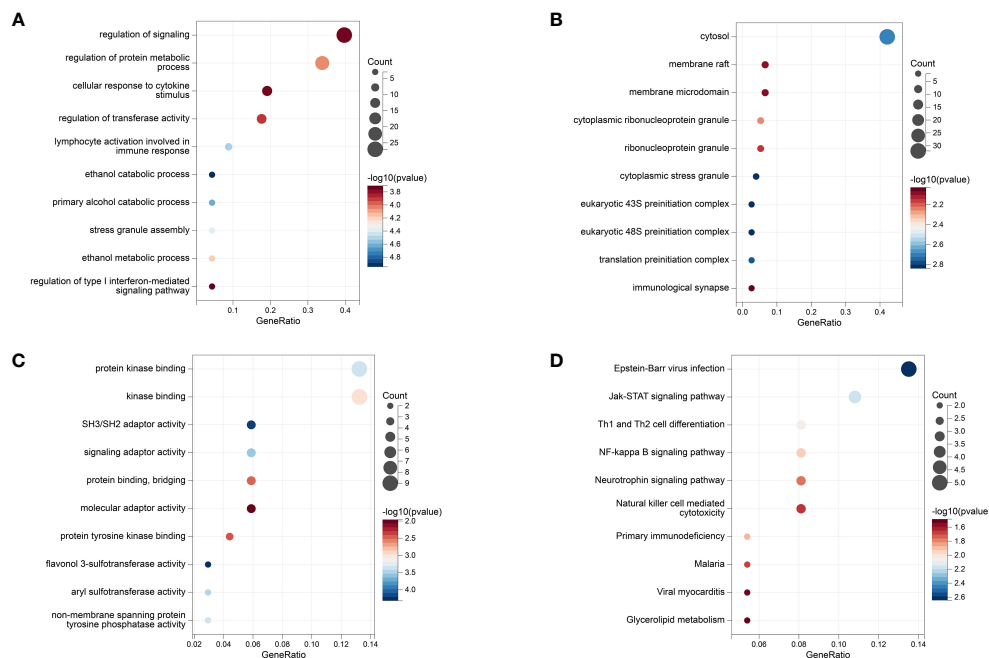 A
regulation of signaling
regulation of protein metabolic
process
cellular response to cytokine
stimulus
regulation of transferase activity
lymphocyte activation involved in
immune response
ethanol catabolic process
primary alcohol catabolic process
stress granule assembly
ethanol metabolic process
regulation of type I interferon-mediated
signaling pathway
0.1 0.2 0.3 0.4
GeneRatio
Count
5
10
15
20
25
-log10(pvalue)
3.8
4.0
4.2
4.4
4.6
4.8
B
cytosol
membrane raft
membrane microdomain
cytoplasmic ribonucleoprotein granule
ribonucleoprotein granule
cytoplasmic stress granule
eukaryotic 43S preinitiation complex
eukaryotic 48S preinitiation complex
translation preinitiation complex
immunological synapse
0.0 0.1 0.2 0.3 0.4
GeneRatio
Count
5
10
15
20
25
30
-log10(pvalue)
2.2
2.4
2.6
2.8
C
protein kinase binding
kinase binding
SH3/SH2 adaptor activity
signaling adaptor activity
protein binding, bridging
molecular adaptor activity
protein tyrosine kinase binding
flavonol 3-sulfotransferase activity
aryl sulfotransferase activity
non-membrane spanning protein
tyrosine phosphatase activity
0.02 0.04 0.06 0.08 0.10 0.12 0.14
GeneRatio
Count
2
3
4
5
6
7
8
9
-log10(pvalue
2.0
2.5
3.0
3.5
4.0
D
Epstein-Barr virus infection
Jak-STAT signaling pathway
Th1 and Th2 cell differentiation
NF-kappa B signaling pathway
Neurotrophin signaling pathway
Natural killer cell mediated
cytotoxicity
Primary immunodeficiency
Malaria
Viral myocarditis
Glycerolipid metabolism
0.06 0.08 0.10 0.12 0.14
GeneRatio
Count
2.0
2.5
3.0
3.5
4.0
4.5
5.0
-log10(pvalue
1.6
1.8
2.0
2.2
2.4
2.6